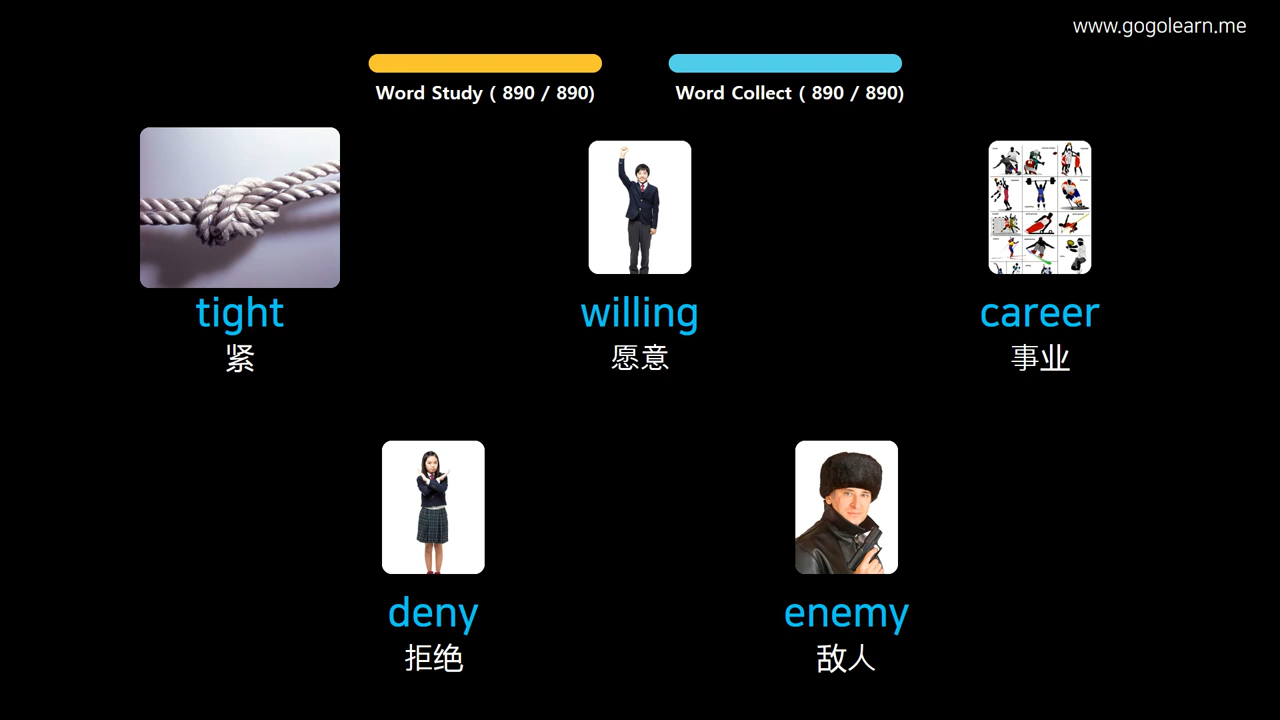 www.gogolearn.me
Word Study ( 890 / 890)
Word Collect ( 890 / 890)
tight
紧
willing
愿意
career
事业
deny
拒绝
enemy
敌人